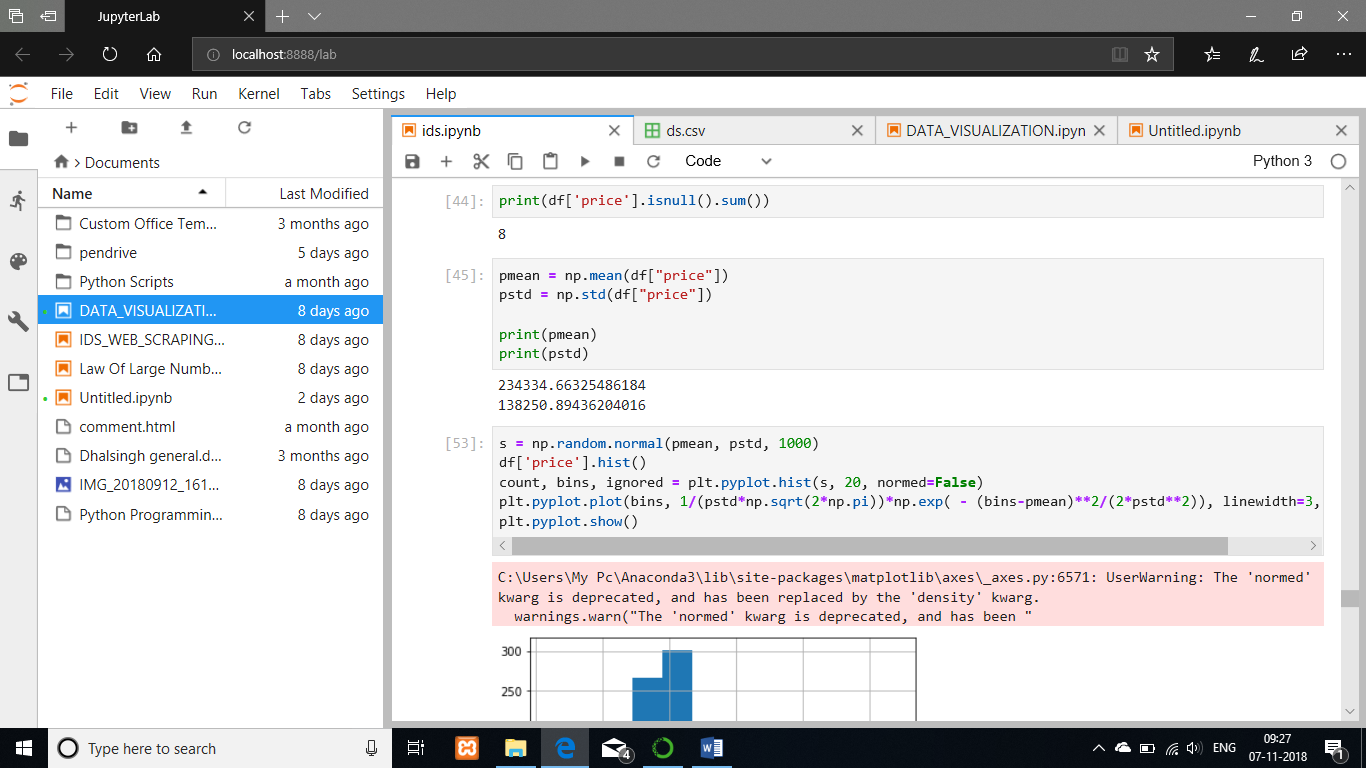 JupyterLab
localhost:8888/lab
File Edit View Run Kernel Tabs Settings Help
ids.ipynb
ds.csv
DATA_VISUALIZATION.ipyn
Untitled.ipynb
Documents
Code
Python 3
Name
Last Modified
Custom Office Tem... 3 months ago
pendrive 5 days ago
Python Scripts a month ago
DATA_VISUALIZATI... 8 days ago
IDS_WEB_SCRAPING... 8 days ago
Law Of Large Numb... 8 days ago
Untitled.ipynb 2 days ago
comment.html a month ago
Dhalsingh general.d... 3 months ago
IMG_20180912_161... 8 days ago
Python Programmin... 8 days ago
[44]: print(df['price'].isnull().sum())
8
[45]: pmean = np.mean(df["price"])
pstd = np.std(df["price"])
print(pmean)
print(pstd)
234334.66325486184
138250.89436204016
[53]: s = np.random.normal(pmean, pstd, 1000)
df['price'].hist()
count, bins, ignored = plt.pyplot.hist(s, 20, normed=False)
plt.pyplot.plot(bins, 1/(pstd*np.sqrt(2*np.pi))*np.exp( - (bins-pmean)**2/(2*pstd**2)), linewidth=3,
plt.pyplot.show()
C:\Users\My Pc\Anaconda3\lib\site-packages\matplotlib\axes\_axes.py:6571: UserWarning: The 'normed'
kwarg is deprecated, and has been replaced by the 'density' kwarg.
warnings.warn("The 'normed' kwarg is deprecated, and has been "
300
250
Type here to search
4
ENG
09:27
07-11-2018
1